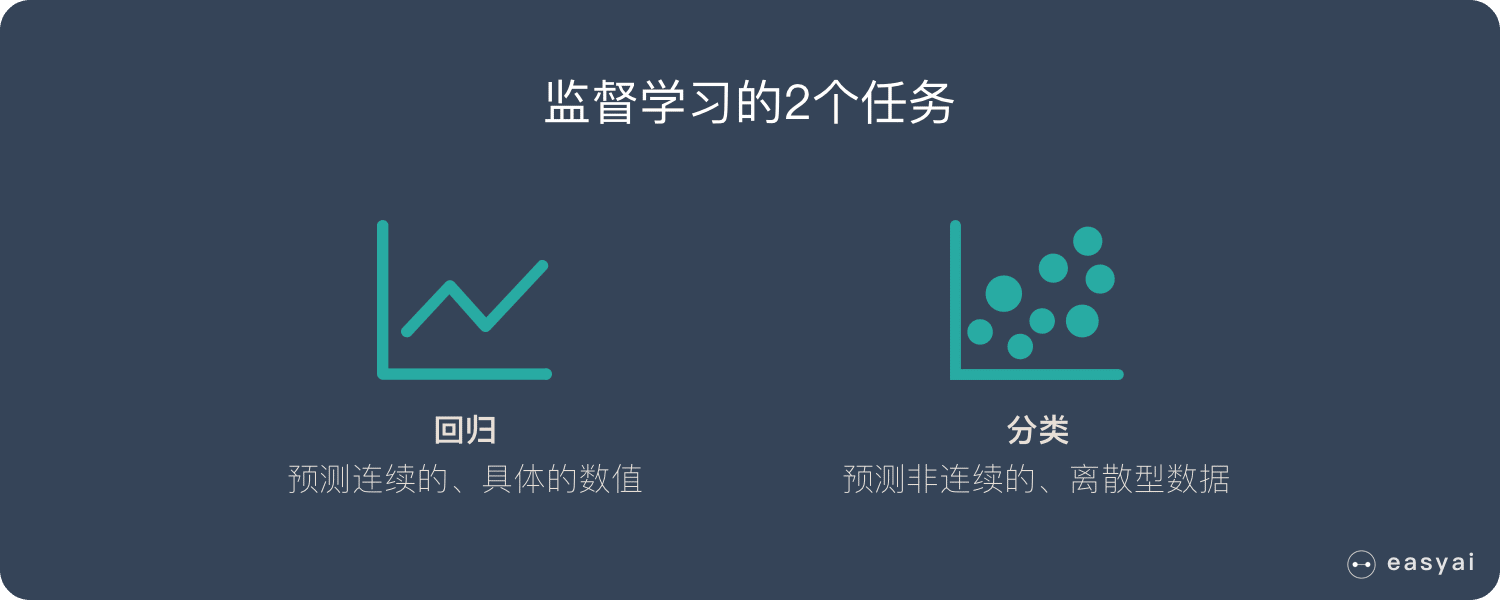 监督学习的2个任务
回归
预测连续的、具体的数值
分类
预测非连续的、离散型数据
easyai